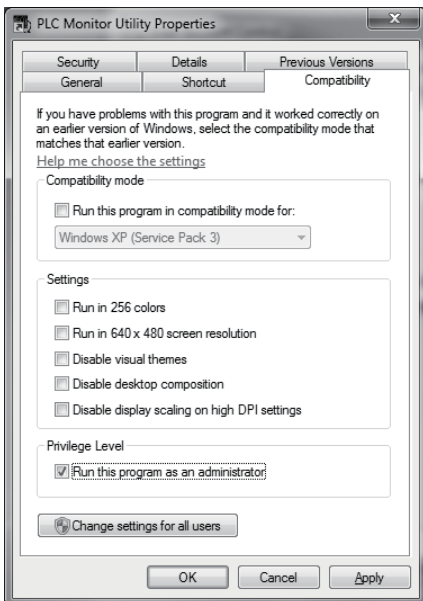 PLC Monitor Utility Properties
Security
Details
Previous Versions
General
Shortcut
Compatibility
If you have problems with this program and it worked correctly on
an earlier version of Windows, select the compatibility mode that
matches that earlier version.
Help me choose the settings
Compatibility mode
Run this program in compatibility mode for:
Windows XP (Service Pack 3)
Settings
Run in 256 colors
Run in 640 x 480 screen resolution
Disable visual themes
Disable desktop composition
Disable display scaling on high DPI settings
Privilege Level
Run this program as an administrator
Change settings for all users
OK
Cancel
Apply